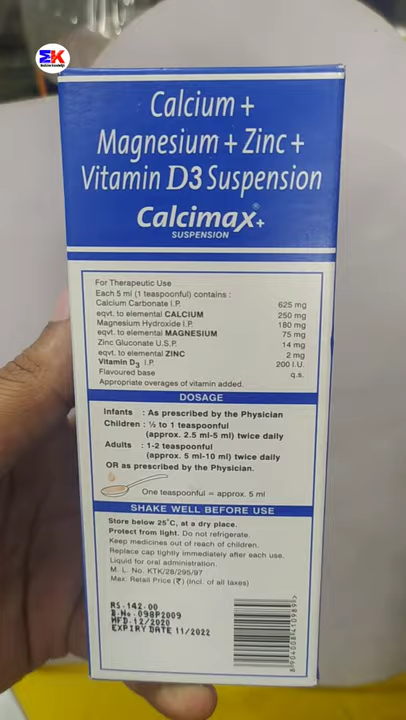 MK
Calcium +
Magnesium + Zinc +
Vitamin D3 Suspension
Calcimax+
SUSPENSION
For Therapeutic Use
Each 5 ml (1 teaspoonful) contains :
Calcium Carbonate I.P. 625 mg
eqvt. to elemental CALCIUM 250 mg
Magnesium Hydroxide I.P. 180 mg
eqvt. to elemental MAGNESIUM 75 mg
Zinc Gluconate U.S.P. 14 mg
eqvt. to elemental ZINC 2 mg
Vitamin D3 I.P. 200 I.U.
Flavoured base q.s.
Appropriate overages of vitamin added.
DOSAGE
Infants : As prescribed by the Physician
Children : ½ to 1 teaspoonful
(approx. 2.5 ml-5 ml) twice daily
Adults : 1-2 teaspoonful
(approx. 5 ml-10 ml) twice daily
OR as prescribed by the Physician.
One teaspoonful = approx. 5 ml
SHAKE WELL BEFORE USE
Store below 25°C, at a dry place.
Protect from light. Do not refrigerate.
Keep medicines out of reach of children.
Replace cap tightly immediately after each use.
Liquid for oral administration.
M. L. No. KTK/28/295/97
Max. Retail Price (₹) (incl. of all taxes)
RS.142.00
B.No.098P2009
MFD.12/2020
EXPIRY DATE 11/2022